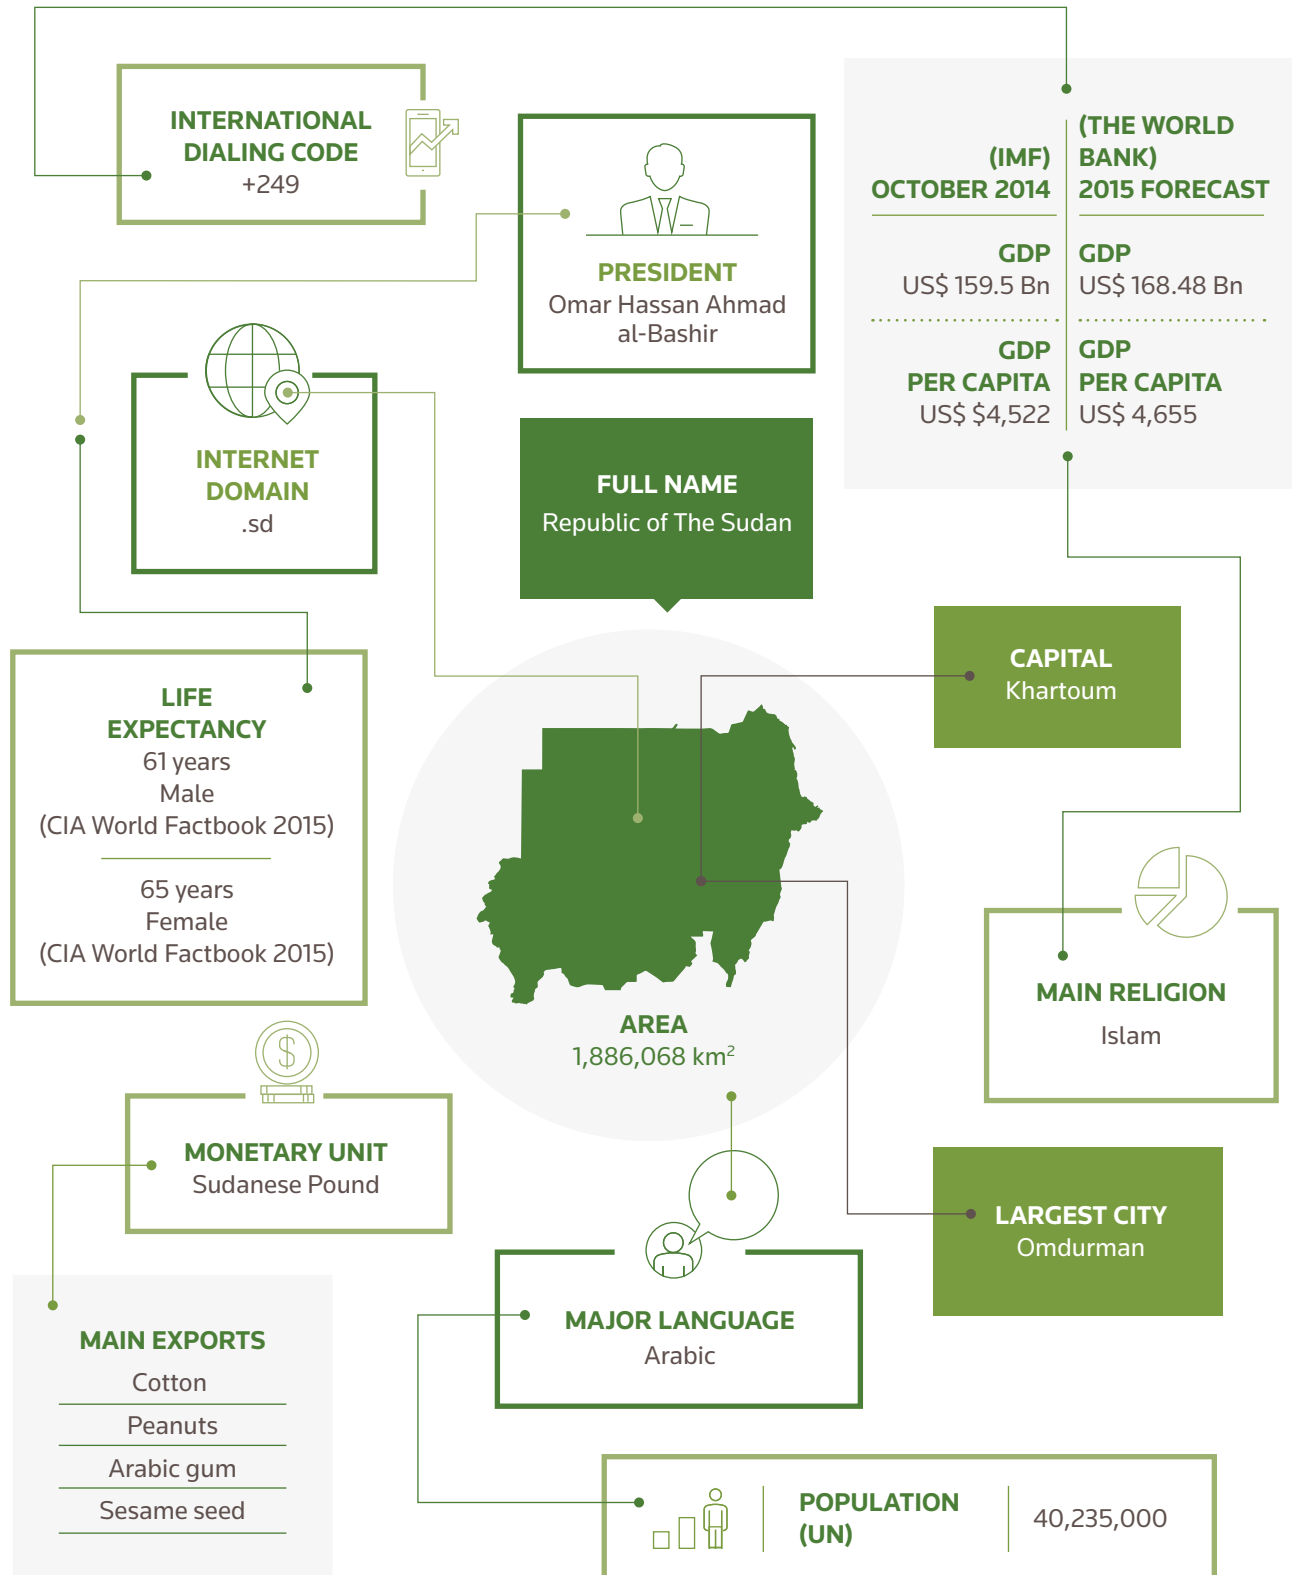 INTERNATIONAL
DIALING CODE
+249
PRESIDENT
Omar Hassan Ahmad
al-Bashir
(IMF)
OCTOBER 2014
GDP
US$ 159.5 Bn
GDP
PER CAPITA
US$ $4,522
(THE WORLD
BANK)
2015 FORECAST
GDP
US$ 168.48 Bn
GDP
PER CAPITA
US$ 4,655
INTERNET
DOMAIN
.sd
FULL NAME
Republic of The Sudan
CAPITAL
Khartoum
LIFE
EXPECTANCY
61 years
Male
(CIA World Factbook 2015)
65 years
Female
(CIA World Factbook 2015)
AREA
1,886,068 km²
MAIN RELIGION
Islam
$
MONETARY UNIT
Sudanese Pound
LARGEST CITY
Omdurman
MAJOR LANGUAGE
Arabic
MAIN EXPORTS
Cotton
Peanuts
Arabic gum
Sesame seed
POPULATION
(UN)
40,235,000